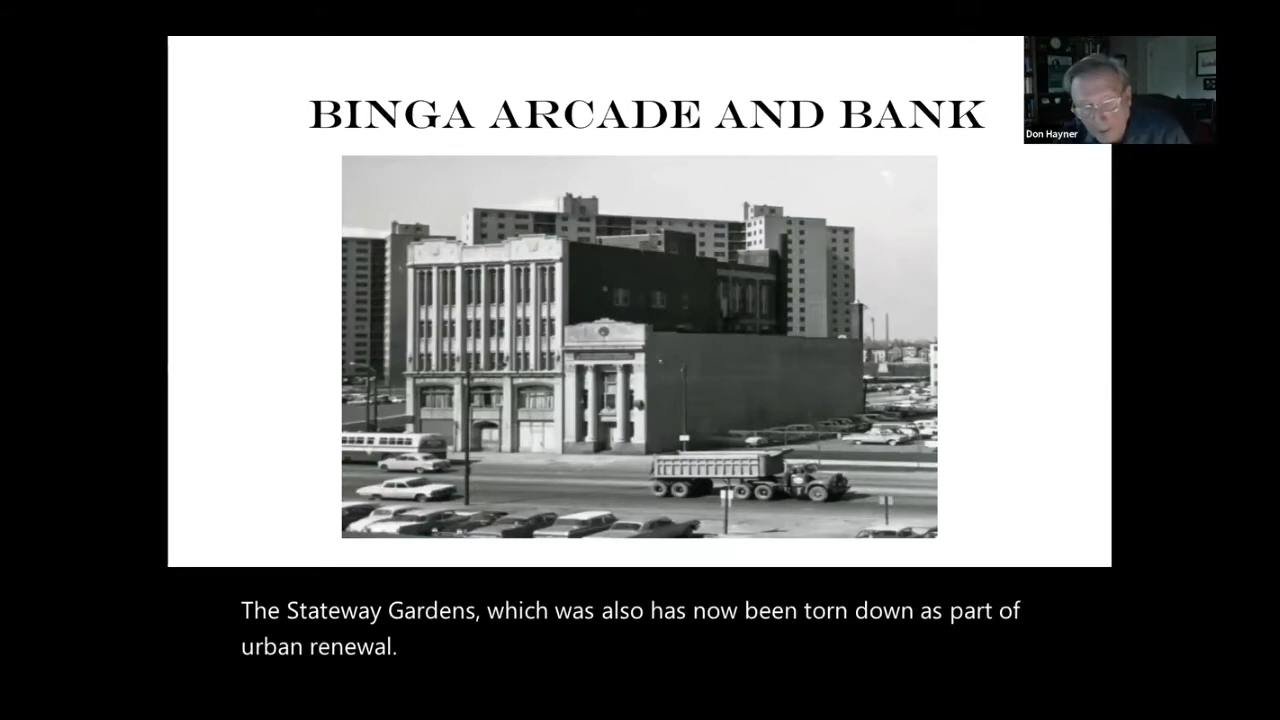 BINGA ARCADE AND BANK
Don Hayner
The Stateway Gardens, which was also has now been torn down as part of
urban renewal.